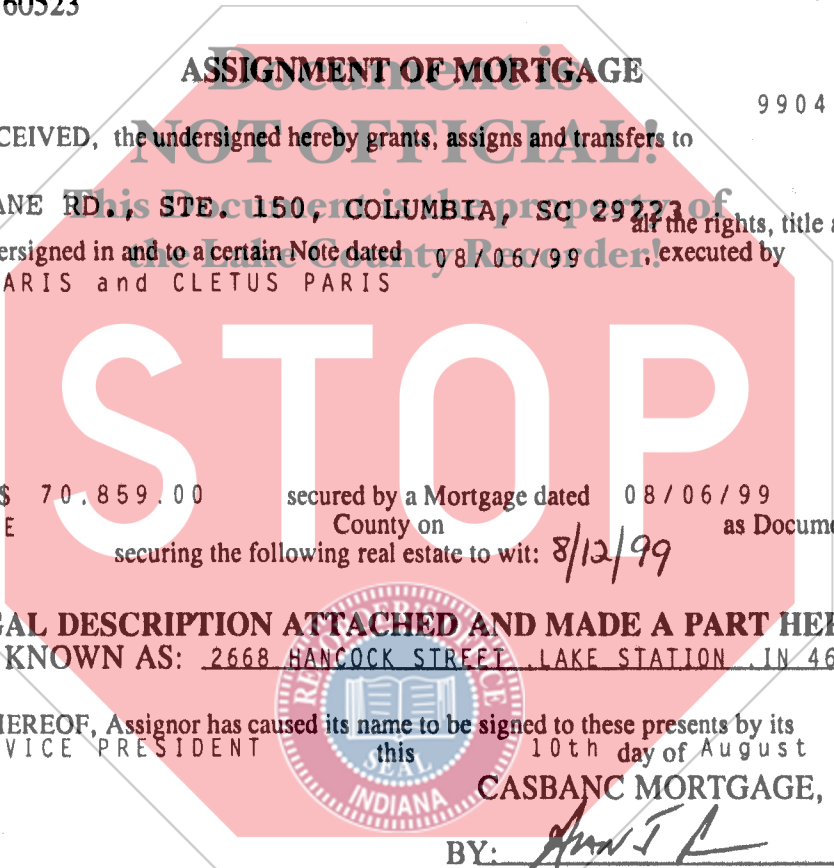 60523
Document is
ASSIGNMENT OF MORTGAGE
9904
NOT OFFICIAL!
CEIVED, the undersigned hereby grants, assigns and transfers to
This Document is the property of
ANE RD., STE. 150, COLUMBIA, SC 29223 all the rights, title a
the Lake County Recorder!
ersigned in and to a certain Note dated 08/06/99 , executed by
ARIS and CLETUS PARIS
STOP
$ 70.859.00 secured by a Mortgage dated 08/06/99
E County on as Docume
securing the following real estate to wit: 8/12/99
GAL DESCRIPTION ATTACHED AND MADE A PART HER
KNOWN AS: 2668 HANCOCK STREET ,LAKE STATION ,IN 46
HEREOF, Assignor has caused its name to be signed to these presents by its
VICE PRESIDENT this 10th day of August
RECORDER'S OFFICE
SEAL
INDIANA
CASBANC MORTGAGE,
BY: